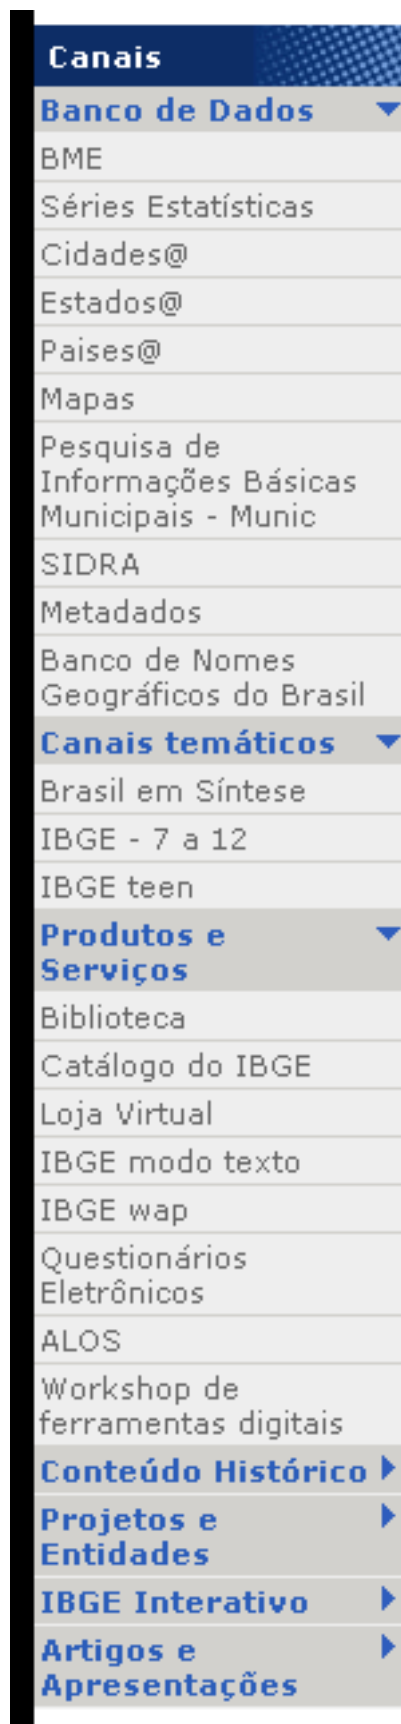 Canais
Banco de Dados
BME
Séries Estatísticas
Cidades@
Estados@
Paises@
Mapas
Pesquisa de
Informações Básicas
Municipais - Munic
SIDRA
Metadados
Banco de Nomes
Geográficos do Brasil
Canais temáticos
Brasil em Síntese
IBGE - 7 a 12
IBGE teen
Produtos e
Serviços
Biblioteca
Catálogo do IBGE
Loja Virtual
IBGE modo texto
IBGE wap
Questionários
Eletrônicos
ALOS
Workshop de
ferramentas digitais
Conteúdo Histórico
Projetos e
Entidades
IBGE Interativo
Artigos e
Apresentações